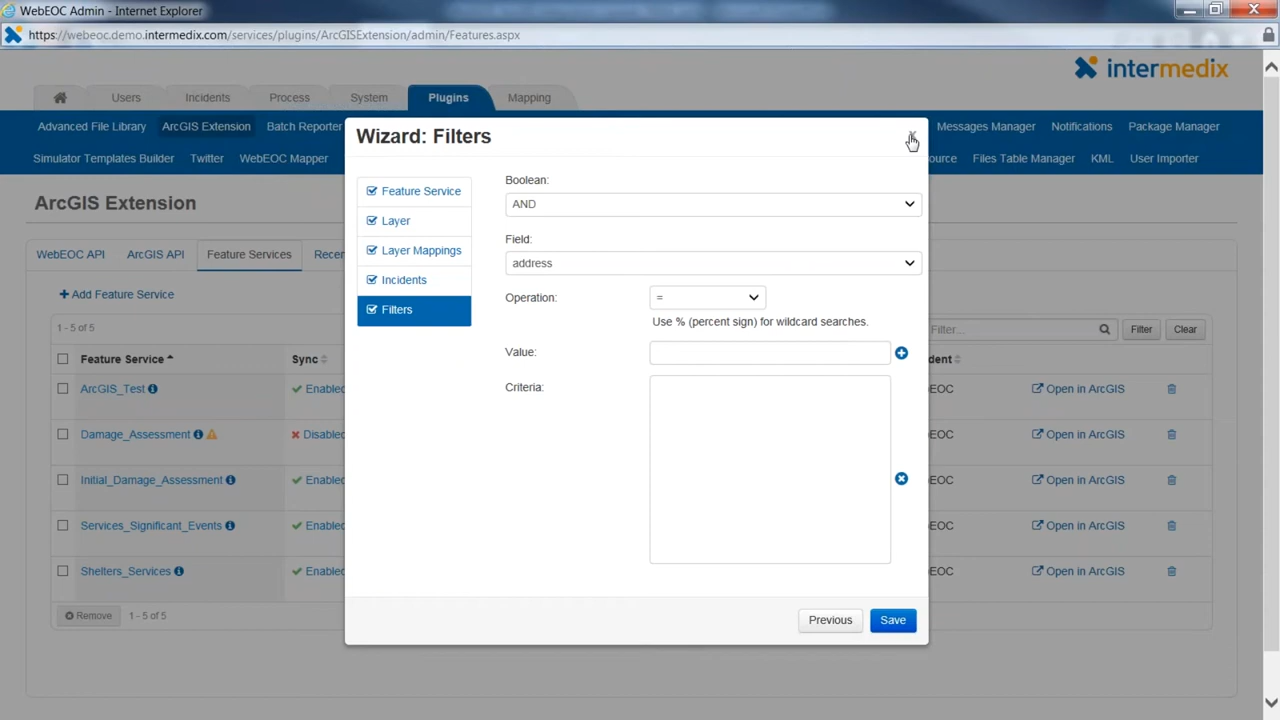 WebEOC Admin - Internet Explorer
https://webeoc.demo.intermedix.com/services/plugins/ArcGISExtension/admin/Features.aspx
intermedix
Users Incidents Process System Plugins Mapping
Advanced File Library ArcGIS Extension Batch Reporter Messages Manager Notifications Package Manager
Simulator Templates Builder Twitter WebEOC Mapper Files Table Manager KML User Importer
ArcGIS Extension
WebEOC API ArcGIS API Feature Services
Add Feature Service
1 - 5 of 5 Filter... Filter Clear
Feature Service Sync
ArcGIS_Test Enabled EOC Open in ArcGIS
Damage_Assessment Disabled EOC Open in ArcGIS
Initial_Damage_Assessment Enabled EOC Open in ArcGIS
Services_Significant_Events Enabled EOC Open in ArcGIS
Shelters_Services Enabled EOC Open in ArcGIS
Remove 1 - 5 of 5
Wizard: Filters
Feature Service
Layer
Layer Mappings
Incidents
Filters
Boolean:
AND
Field:
address
Operation: =
Use % (percent sign) for wildcard searches.
Value:
Criteria:
Previous Save